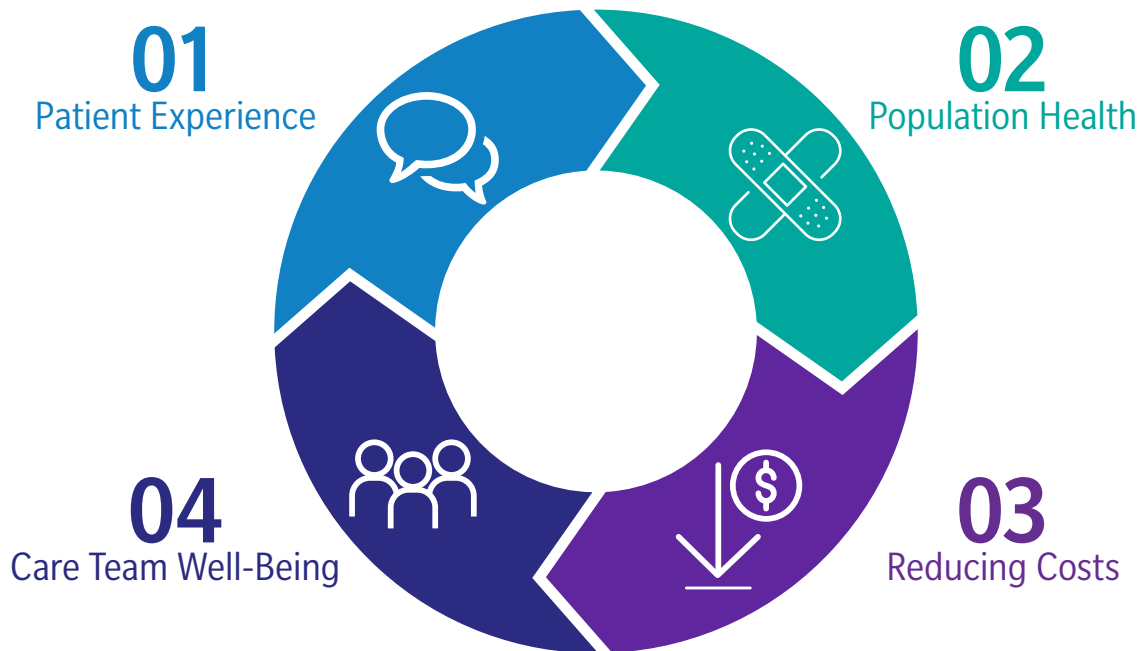 01
Patient Experience
02
Population Health
$
03
Reducing Costs
04
Care Team Well-Being